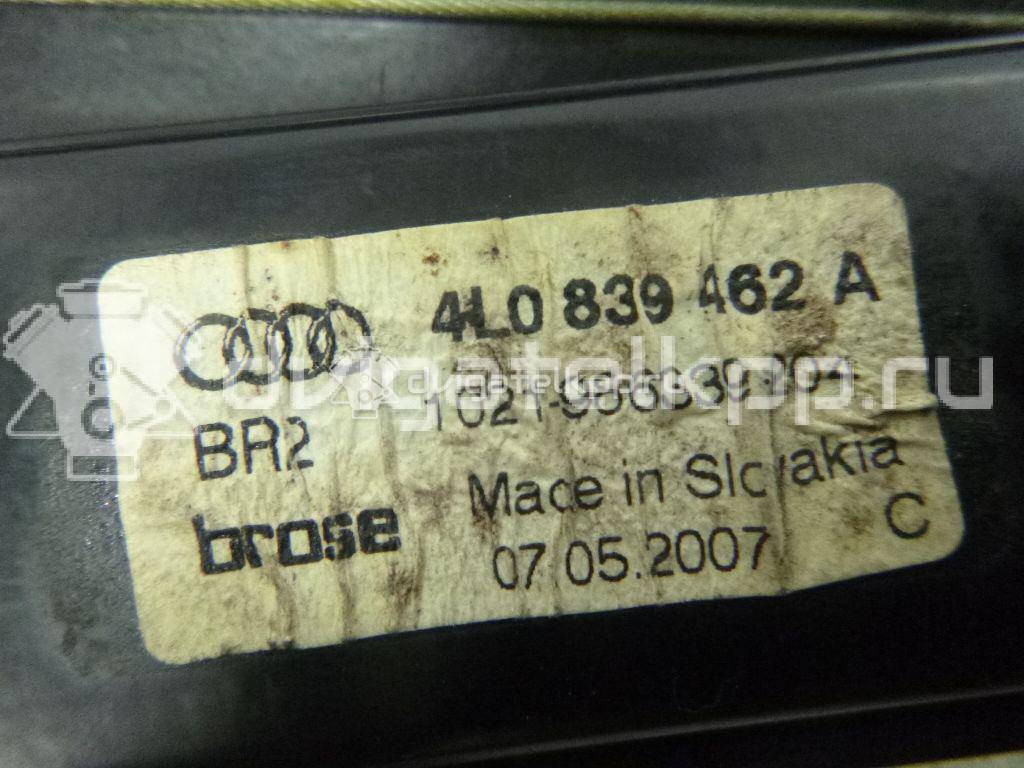 4L0 839 462 A
BR2
brose
Made in Slovakia
07.05.2007
C